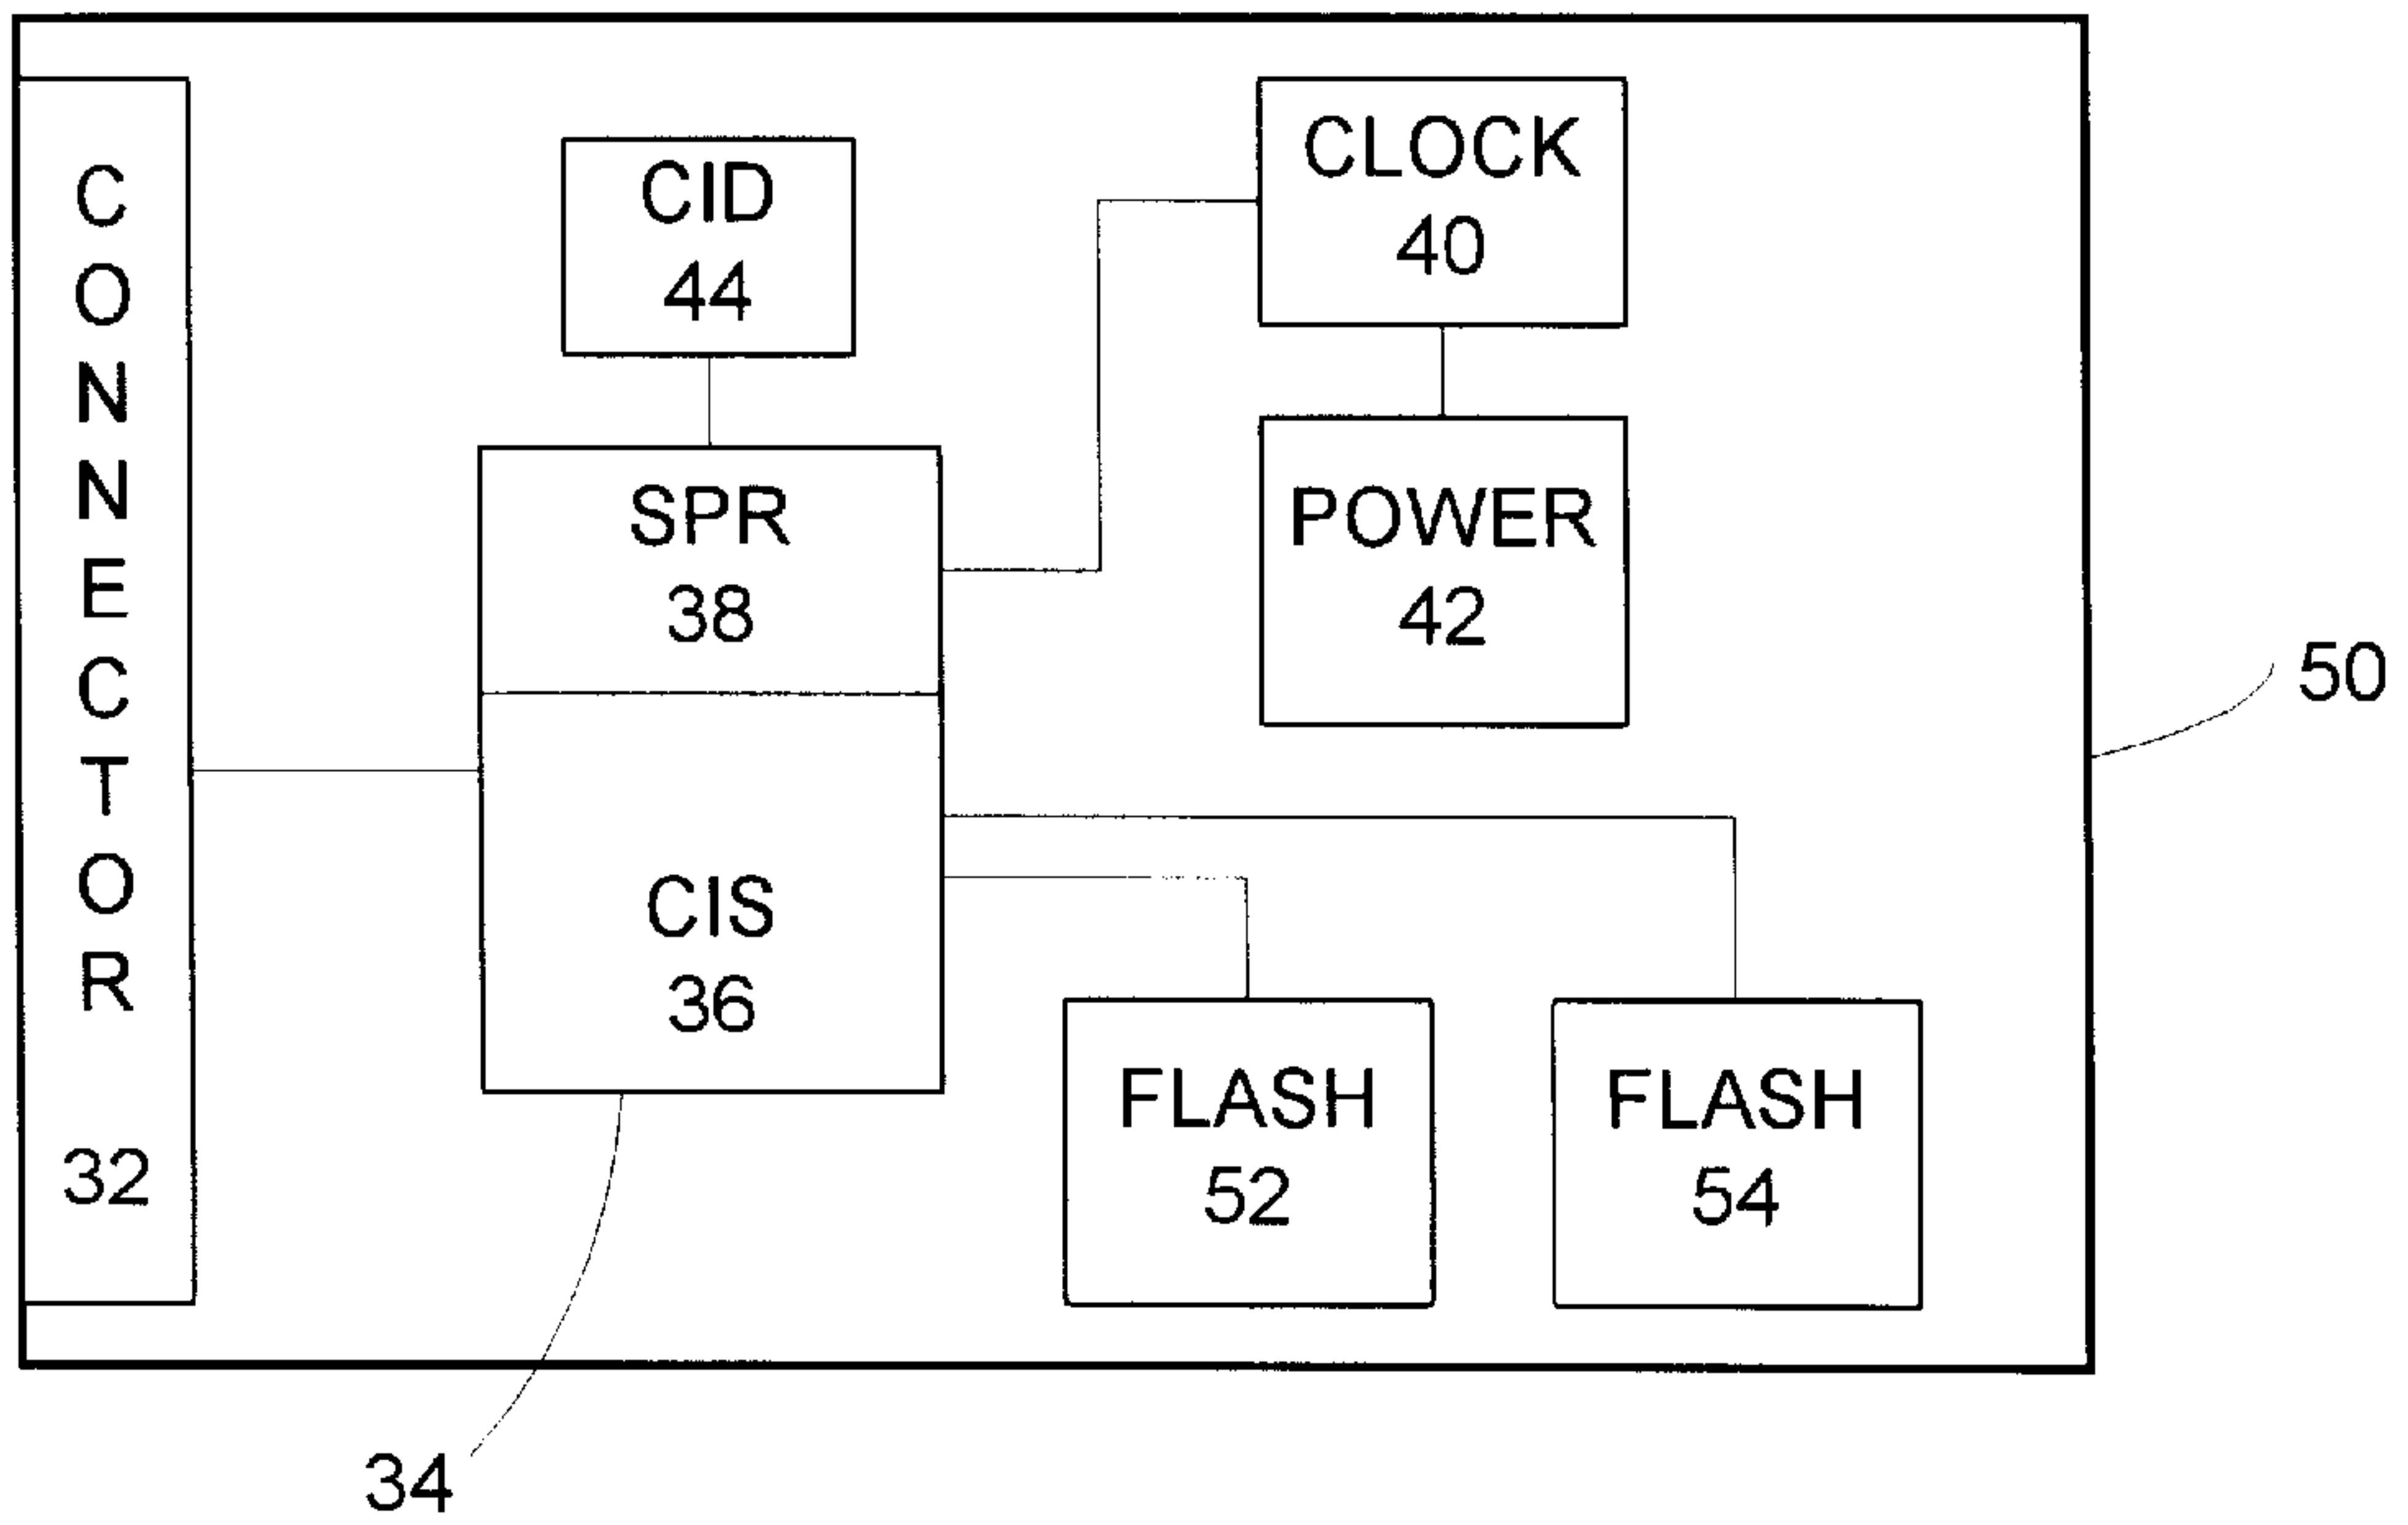 CONNECTOR
32
CID
44
CLOCK
40
SPR
38
POWER
42
50
CIS
36
FLASH
52
FLASH
54
34